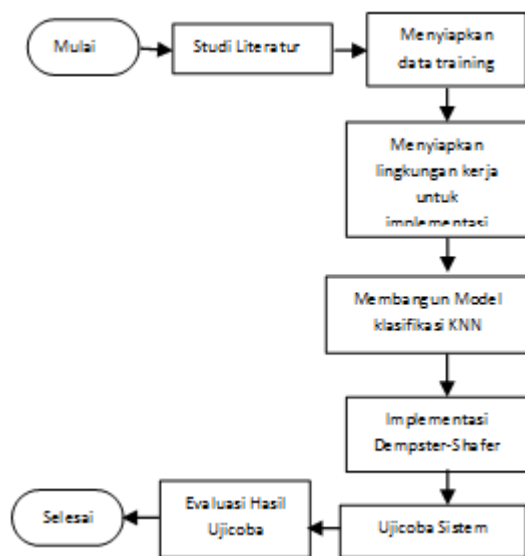 Mulai
Studi Literatur
Menyiapkan
data training
Menyiapkan
lingkungan kerja
untuk
implementasi
Membangun Model
klasifikasi KNN
Implementasi
Dempster-Shafer
Ujicoba Sistem
Evaluasi Hasil
Ujicoba
Selesai